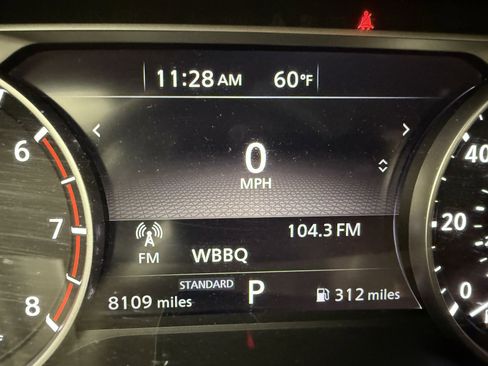 11:28 AM 60°F
0
MPH
104.3 FM
FM WBBQ
STANDARD
8109 miles P 312 miles
6
7
8
40
20
0